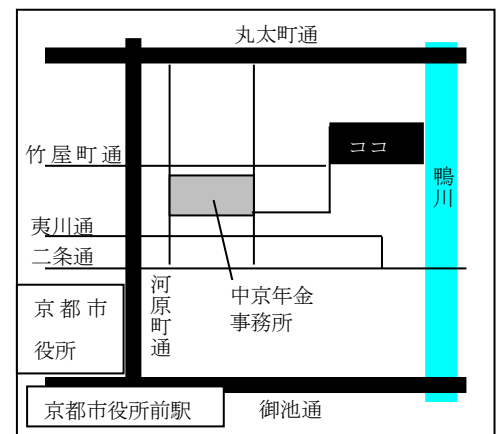 丸太町通
ココ
竹屋町通
鴨川
夷川通
二条通
河原町通
中京年金
事務所
京都市
役所
京都市役所前駅
御池通